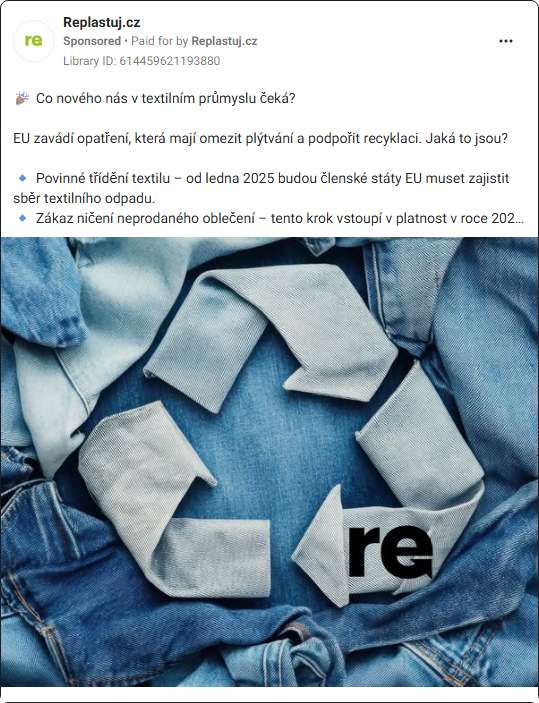 re
Replastuj.cz
Sponsored • Paid for by Replastuj.cz
Library ID: 614459621193880
🎉 Co nového nás v textilním průmyslu čeká?
EU zavádí opatření, která mají omezit plýtvání a podpořit recyklaci. Jaká to jsou?
🔹 Povinné třídění textilu – od ledna 2025 budou členské státy EU muset zajistit
sběr textilního odpadu.
🔹 Zákaz ničení neprodaného oblečení – tento krok vstoupí v platnost v roce 202...
re